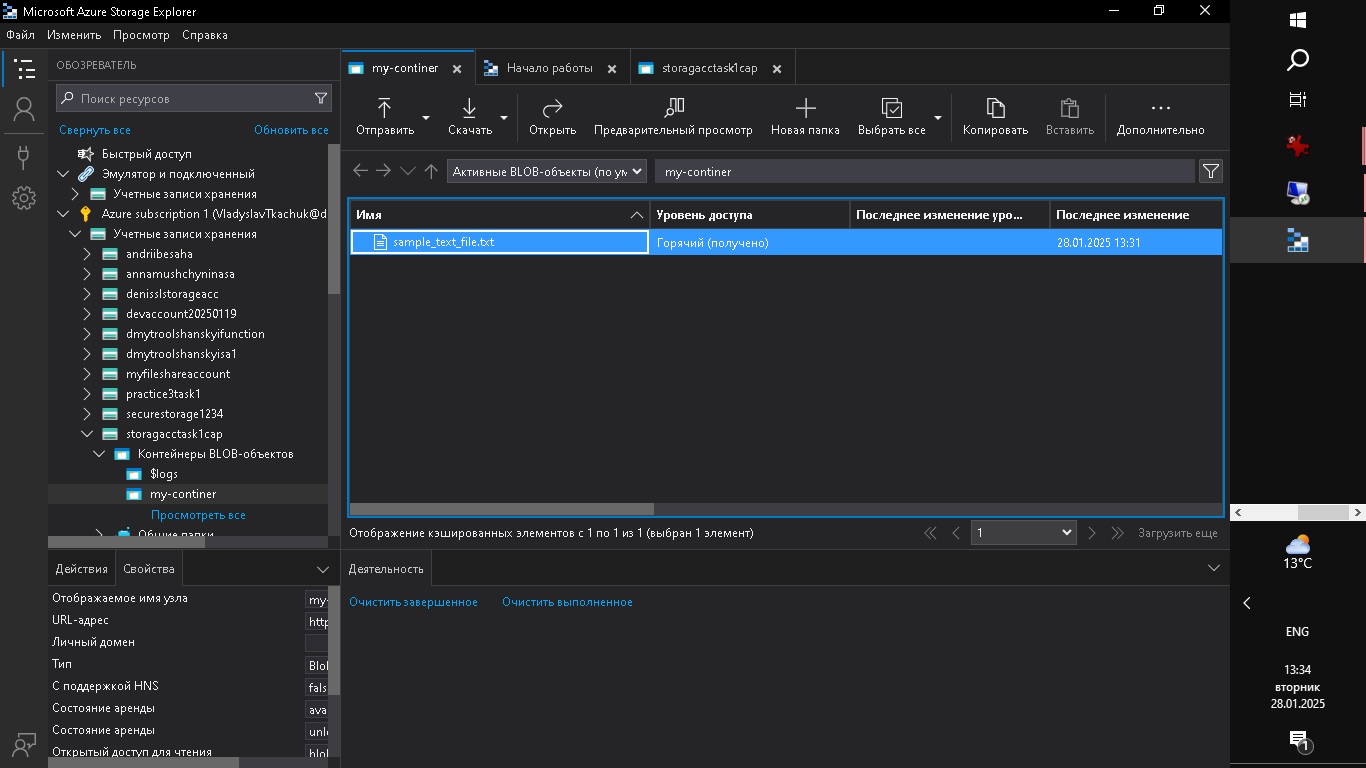 Microsoft Azure Storage Explorer
Файл Изменить Просмотр Справка
ОБОЗРЕВАТЕЛЬ
Поиск ресурсов
Свернуть все Обновить все
Быстрый доступ
Эмулятор и подключенный
Учетные записи хранения
Azure subscription 1 (VladyslavTkachuk@d
Учетные записи хранения
andriibesaha
annamushchyninasa
denisslstorageacc
devaccount20250119
dmytroolshanskyifunction
dmytroolshanskyisa1
myfileshareaccount
practice3task1
securestorage1234
storagacctask1cap
Контейнеры BLOB-объектов
$logs
my-continer
Просмотреть все
Общие папки
Действия Свойства
Отображаемое имя узла my-
URL-адрес http
Личный домен
Тип Blol
С поддержкой HNS fals
Состояние аренды ava
Состояние аренды unl
Открытый доступ для чтения blol
my-continer Начало работы storagacctask1cap
Отправить Скачать Открыть Предварительный просмотр Новая папка Выбрать все Копировать Вставить Дополнительно
Активные BLOB-объекты (по ум my-continer
Имя Уровень доступа Последнее изменение уро... Последнее изменение
sample_text_file.txt Горячий (получено) 28.01.2025 13:31
Отображение кэшированных элементов с 1 по 1 из 1 (выбран 1 элемент) 1 Загрузить еще
Деятельность
Очистить завершенное Очистить выполненное
13°C
ENG
13:34
вторник
28.01.2025
1